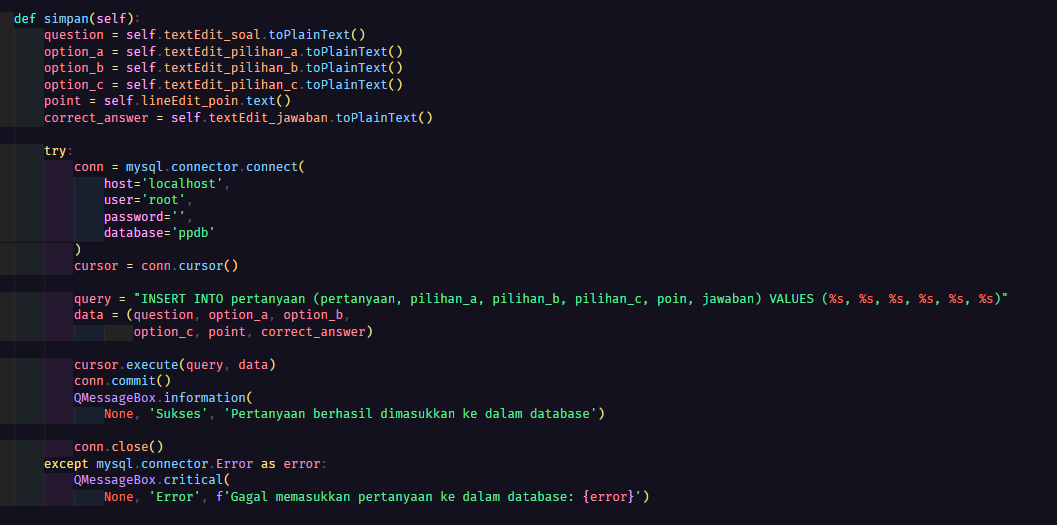 def simpan(self):
    question = self.textEdit_soal.toPlainText()
    option_a = self.textEdit_pilihan_a.toPlainText()
    option_b = self.textEdit_pilihan_b.toPlainText()
    option_c = self.textEdit_pilihan_c.toPlainText()
    point = self.lineEdit_poin.text()
    correct_answer = self.textEdit_jawaban.toPlainText()

    try:
        conn = mysql.connector.connect(
            host='localhost',
            user='root',
            password='',
            database='ppdb'
        )
        cursor = conn.cursor()

        query = "INSERT INTO pertanyaan (pertanyaan, pilihan_a, pilihan_b, pilihan_c, poin, jawaban) VALUES (%s, %s, %s, %s, %s, %s)"
        data = (question, option_a, option_b,
                option_c, point, correct_answer)

        cursor.execute(query, data)
        conn.commit()
        QMessageBox.information(
            None, 'Sukses', 'Pertanyaan berhasil dimasukkan ke dalam database')

        conn.close()
    except mysql.connector.Error as error:
        QMessageBox.critical(
            None, 'Error', f'Gagal memasukkan pertanyaan ke dalam database: {error}')